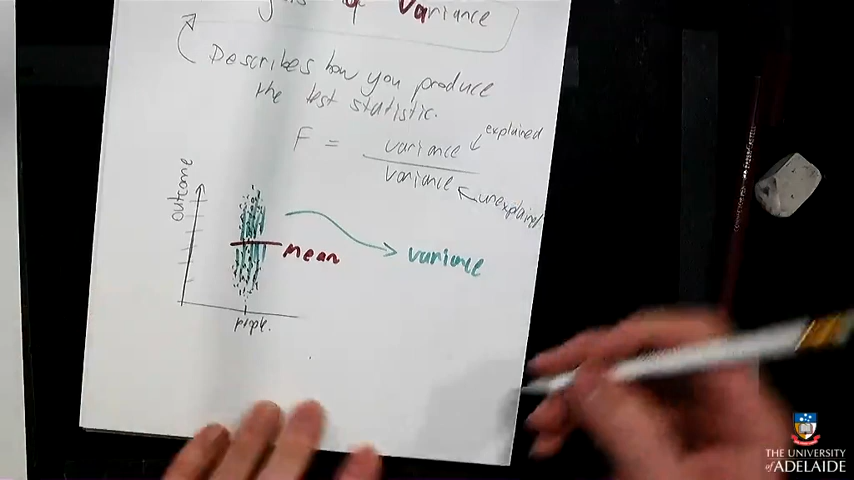 Variance
Describes how you produce
the test statistic.
F = variance explained
variance unexplained
outcome
mean
variance
people.
THE UNIVERSITY
of ADELAIDE